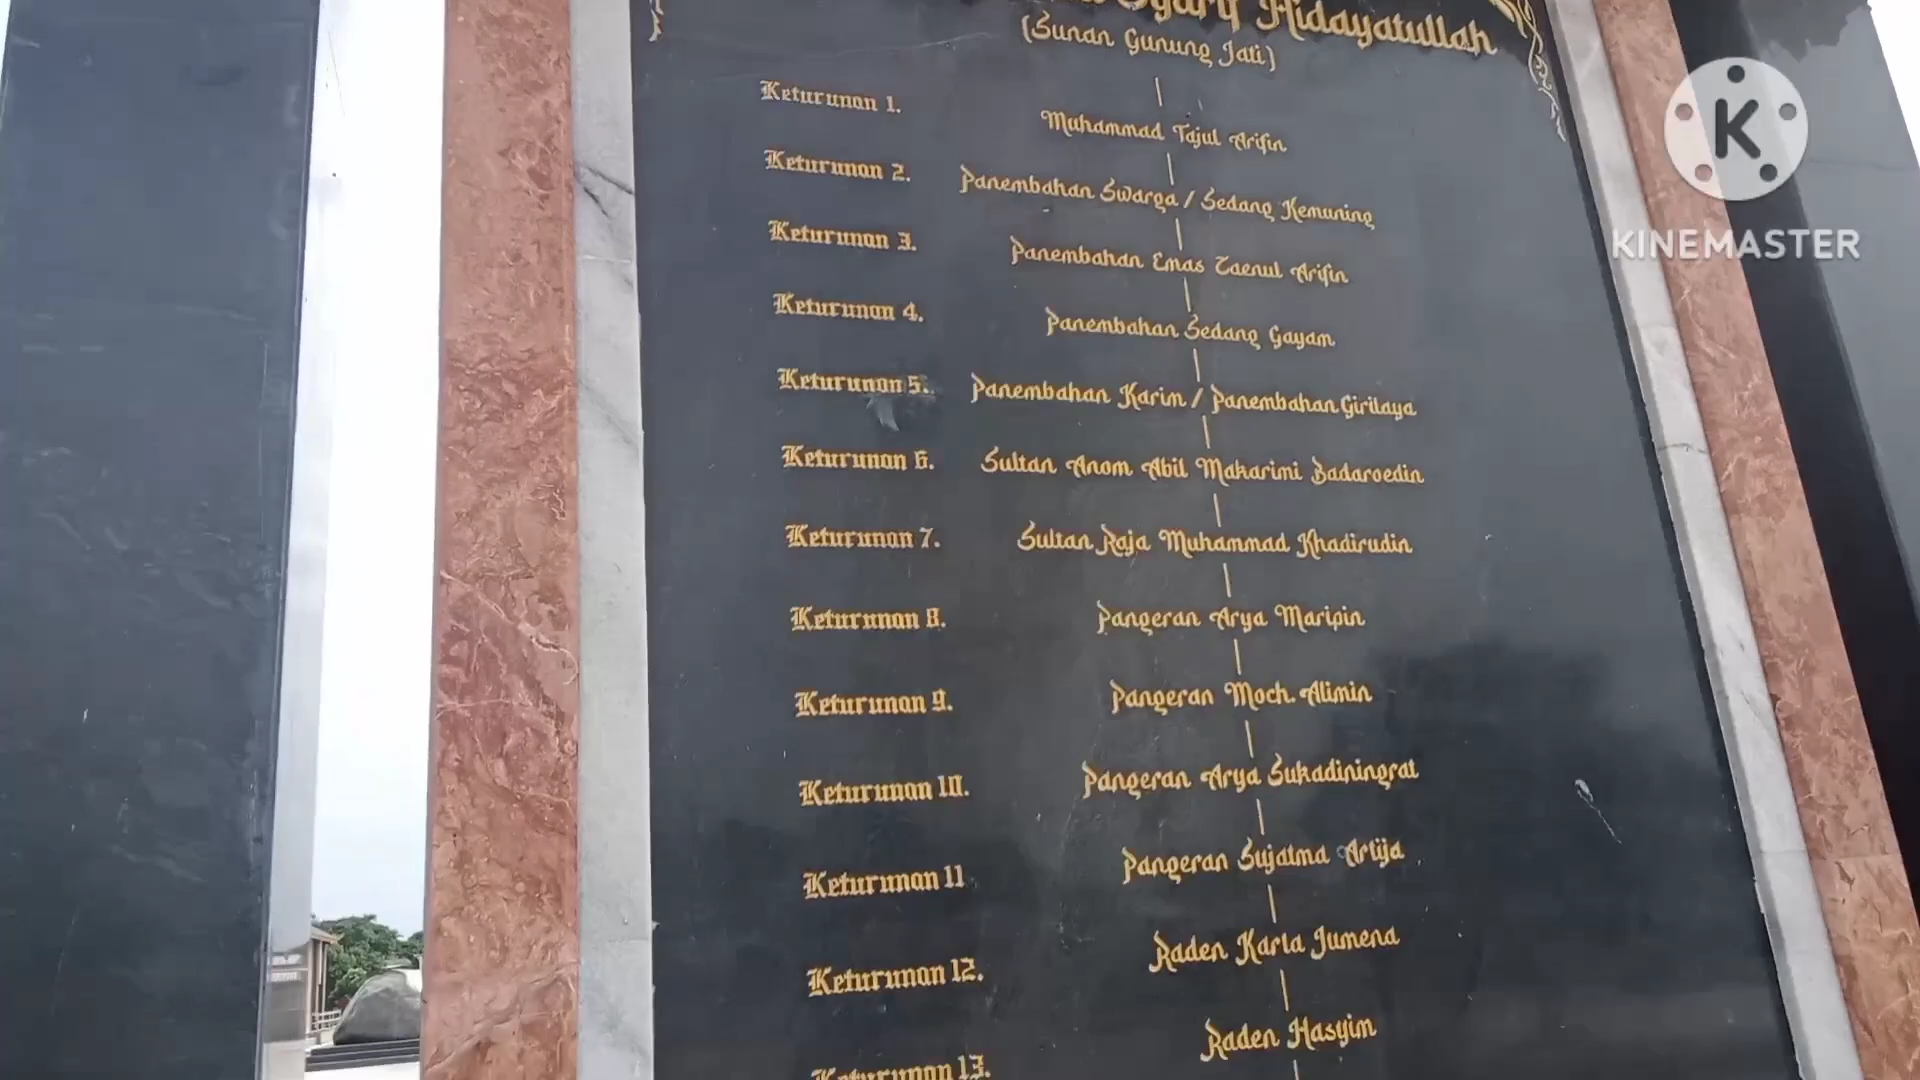 Syarif Hidayatullah
(Sunan Gunung Jati)
Keturunan 1. Muhammad Tajul Arifin
Keturunan 2. Panembahan Swarga / Sedang Kemuning
Keturunan 3. Panembahan Emas Zaenul Arifin
Keturunan 4. Panembahan Sedang Gayam
Keturunan 5. Panembahan Karim / Panembahan Girilaya
Keturunan 6. Sultan Anom Abil Makarimi Badaroedin
Keturunan 7. Sultan Raja Muhammad Khadirudin
Keturunan 8. Pangeran Arya Maripin
Keturunan 9. Pangeran Moch. Alimin
Keturunan 10. Pangeran Arya Sukadiningrat
Keturunan 11 Pangeran Sujatma Artija
Keturunan 12. Raden Karta Jumena
Keturunan 13. Raden Hasyim
K
KINEMASTER